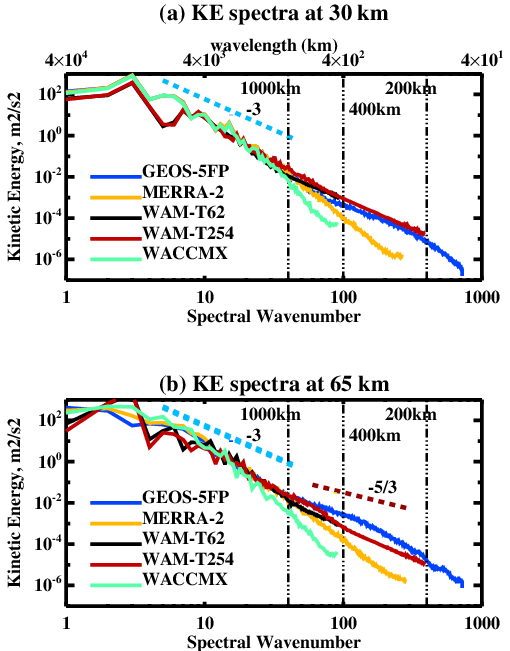 (a) KE spectra at 30 km
wavelength (km)
4×10⁴ 4×10³ 4×10² 4×10¹
Kinetic Energy, m2/s2
10² 10⁰ 10⁻² 10⁻⁴ 10⁻⁶
1000km 200km
-3 400km
GEOS-5FP
MERRA-2
WAM-T62
WAM-T254
WACCMX
1 10 100 1000
Spectral Wavenumber
(b) KE spectra at 65 km
Kinetic Energy, m2/s2
10² 10⁰ 10⁻² 10⁻⁴ 10⁻⁶
1000km 200km
-3 400km
-5/3
GEOS-5FP
MERRA-2
WAM-T62
WAM-T254
WACCMX
1 10 100 1000
Spectral Wavenumber